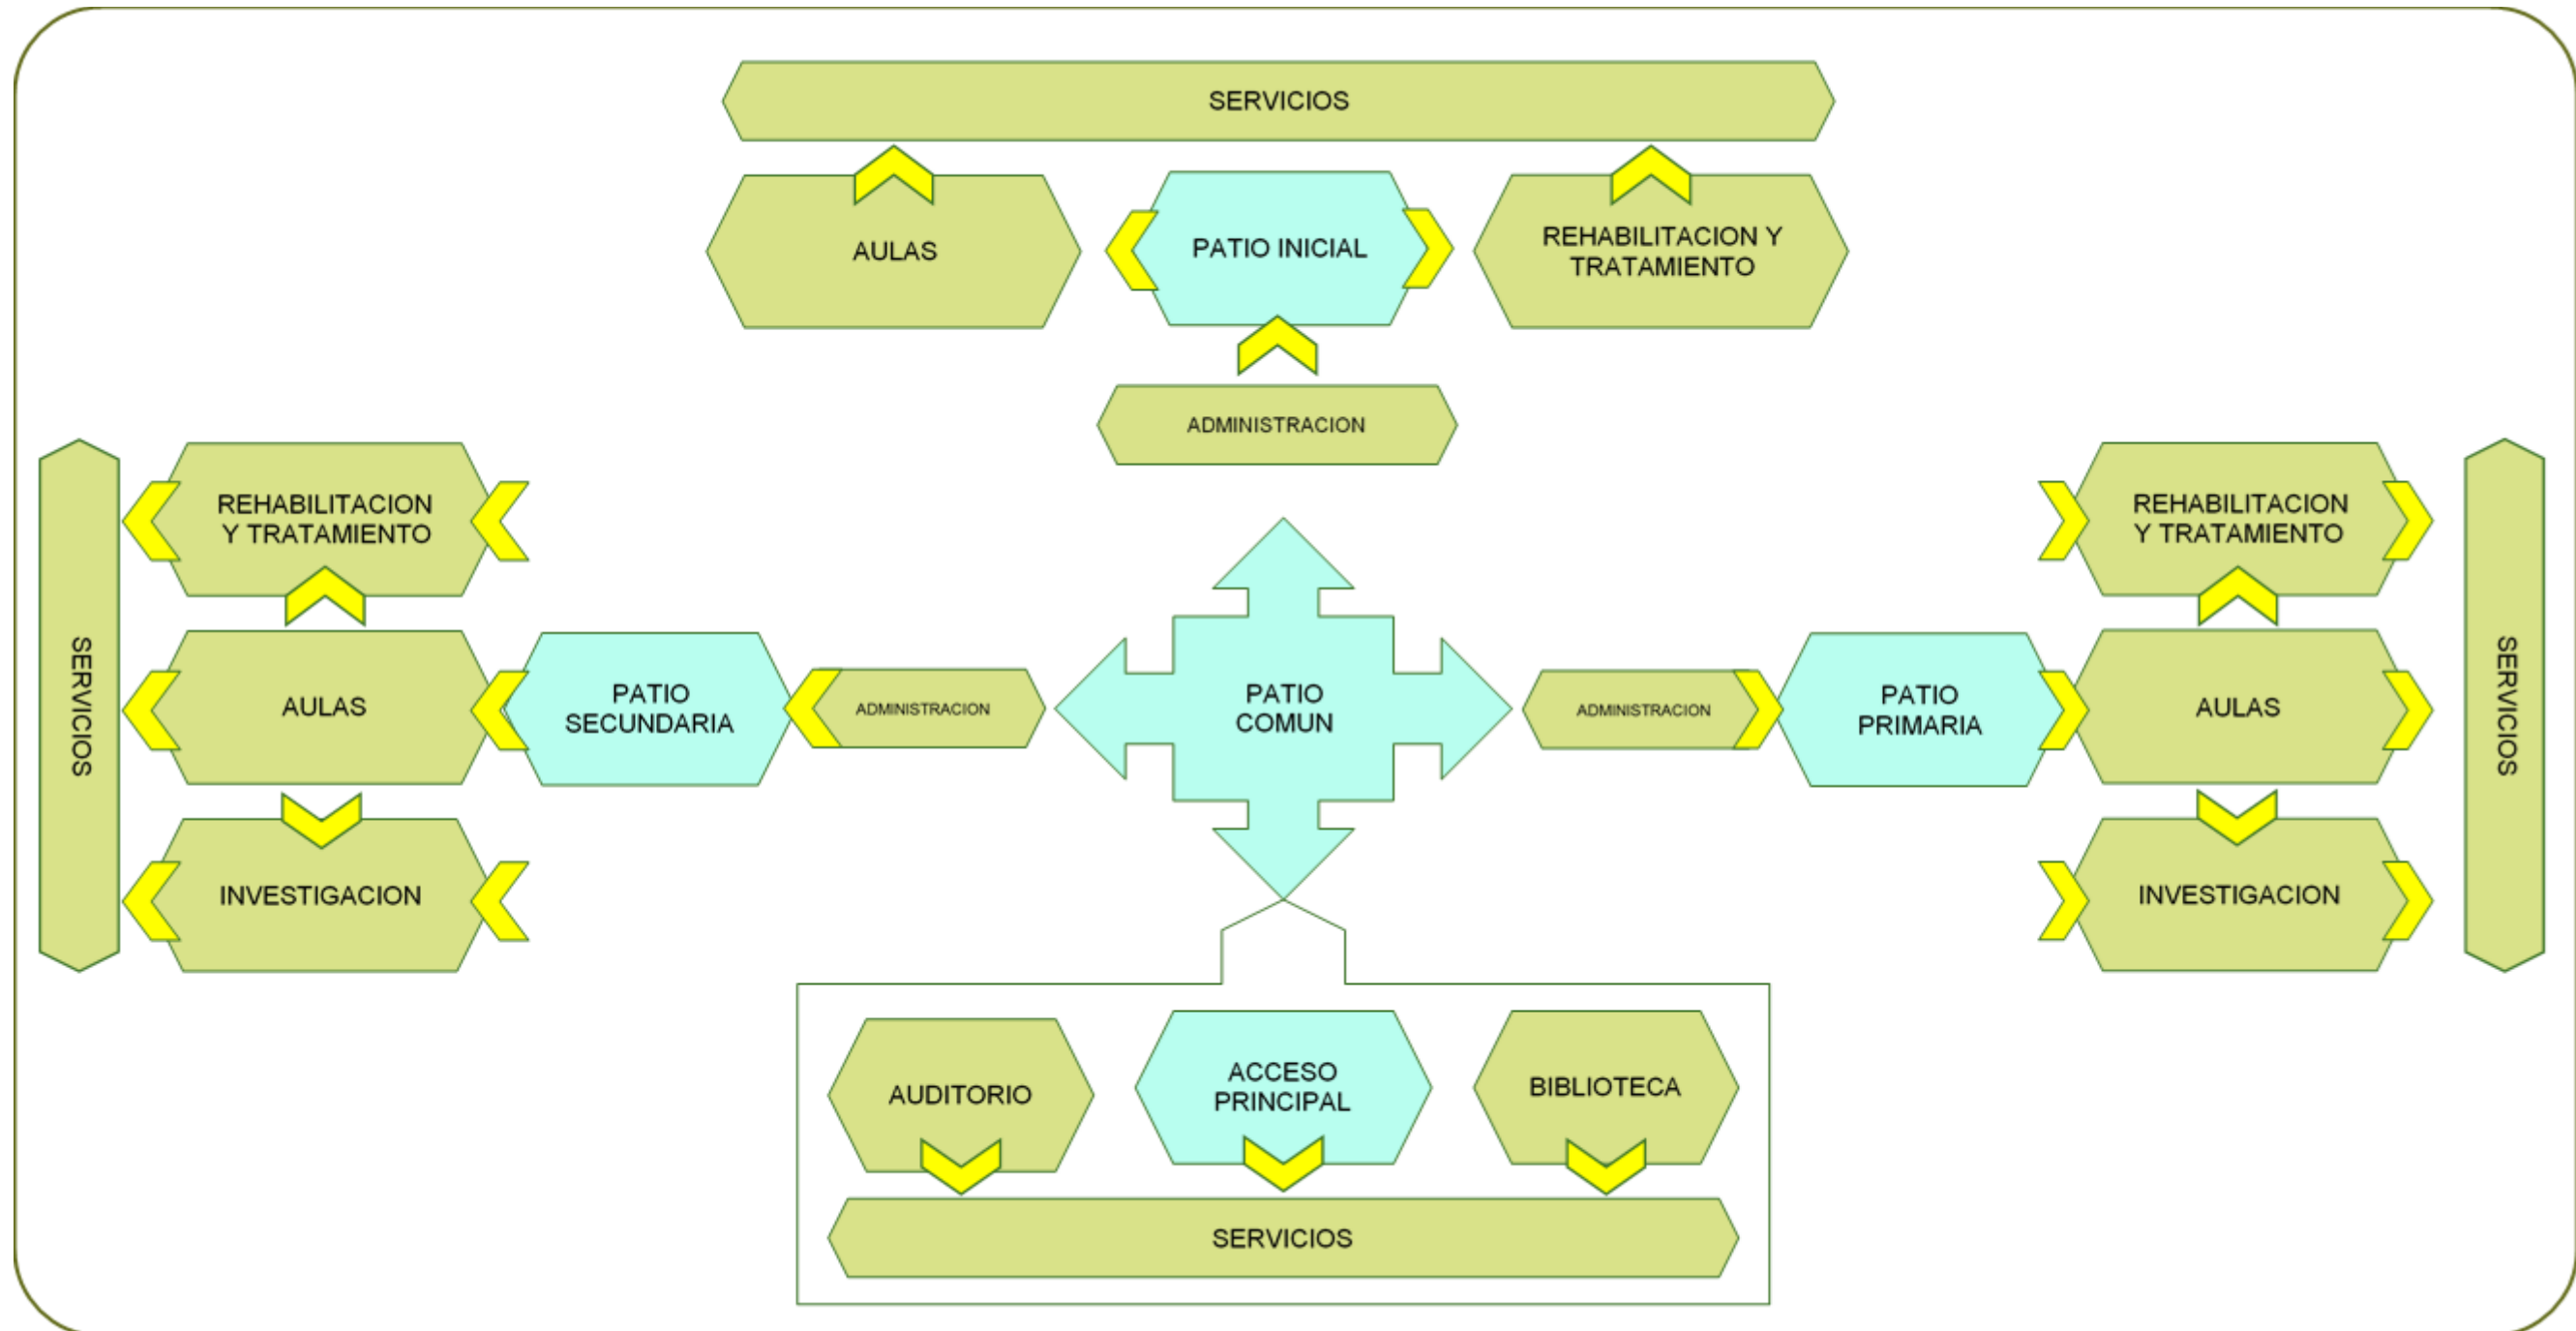 SERVICIOS
AULAS
PATIO INICIAL
REHABILITACION Y
TRATAMIENTO
ADMINISTRACION
SERVICIOS
REHABILITACION
Y TRATAMIENTO
AULAS
INVESTIGACION
PATIO
SECUNDARIA
ADMINISTRACION
PATIO
COMUN
ADMINISTRACION
PATIO
PRIMARIA
REHABILITACION
Y TRATAMIENTO
AULAS
INVESTIGACION
SERVICIOS
AUDITORIO
ACCESO
PRINCIPAL
BIBLIOTECA
SERVICIOS